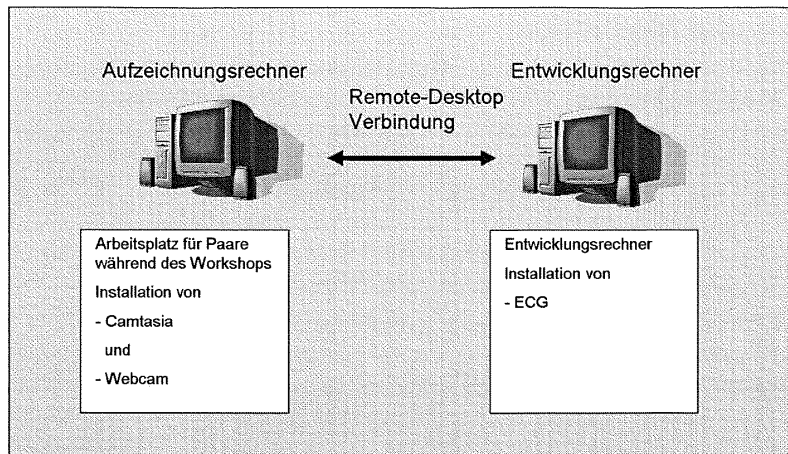 Aufzeichnungsrechner
Entwicklungsrechner
Remote-Desktop
Verbindung
Arbeitsplatz für Paare
während des Workshops
Installation von
- Camtasia
und
- Webcam
Entwicklungsrechner
Installation von
- ECG